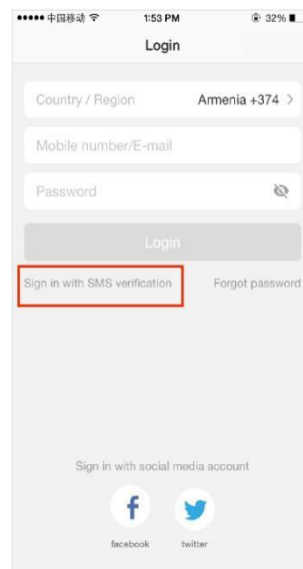 中国移动 1:53 PM 32%
Login
Country / Region Armenia +374 >
Mobile number/E-mail
Password
Login
Sign in with SMS verification Forgot password
Sign in with social media account
facebook twitter